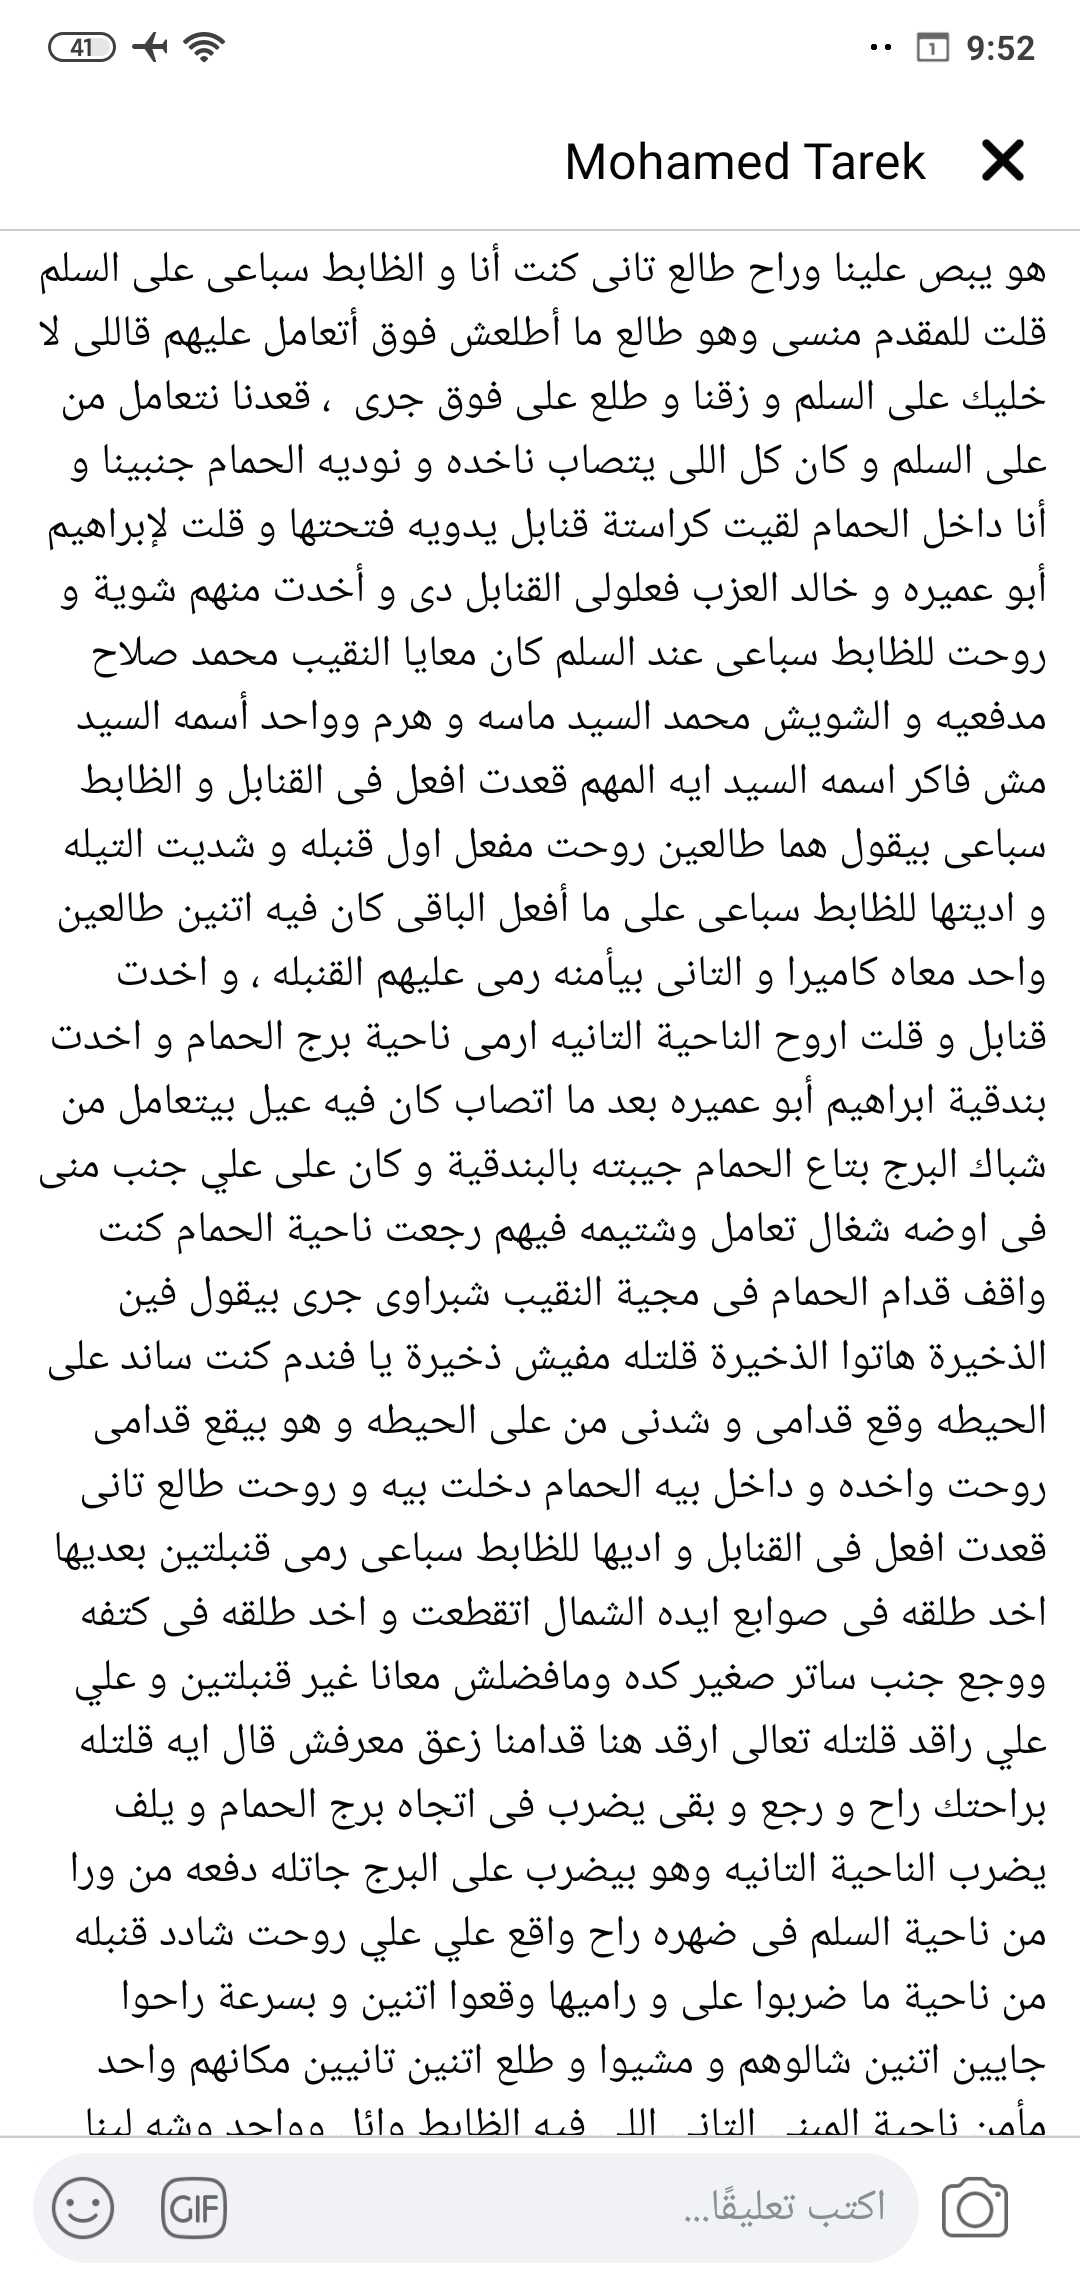 41
9:52
Mohamed Tarek
هو يبص علينا وراح طالع تانى كنت أنا و الظابط سباعى على السلم
قلت للمقدم منسى وهو طالع ما أطلعش فوق أتعامل عليهم قاللى لا
خليك على السلم و زقنا و طلع على فوق جرى ، قعدنا نتعامل من
على السلم و كان كل اللى يتصاب ناخده و نوديه الحمام جنبينا و
أنا داخل الحمام لقيت كراستة قنابل يدويه فتحتها و قلت لإبراهيم
أبو عميره و خالد العزب فعلولى القنابل دى و أخدت منهم شوية و
روحت للظابط سباعى عند السلم كان معايا النقيب محمد صلاح
مدفعيه و الشويش محمد السيد ماسه و هرم وواحد أسمه السيد
مش فاكر اسمه السيد ايه المهم قعدت افعل فى القنابل و الظابط
سباعى بيقول هما طالعين روحت مفعل اول قنبله و شديت التيله
و اديتها للظابط سباعى على ما أفعل الباقى كان فيه اتنين طالعين
واحد معاه كاميرا و التانى بيأمنه رمى عليهم القنبله ، و اخدت
قنابل و قلت اروح الناحية التانيه ارمى ناحية برج الحمام و اخدت
بندقية ابراهيم أبو عميره بعد ما اتصاب كان فيه عيل بيتعامل من
شباك البرج بتاع الحمام جيبته بالبندقية و كان على علي جنب منى
فى اوضه شغال تعامل وشتيمه فيهم رجعت ناحية الحمام كنت
واقف قدام الحمام فى مجية النقيب شبراوى جرى بيقول فين
الذخيرة هاتوا الذخيرة قلتله مفيش ذخيرة يا فندم كنت ساند على
الحيطه وقع قدامى و شدنى من على الحيطه و هو بيقع قدامى
روحت واخده و داخل بيه الحمام دخلت بيه و روحت طالع تانى
قعدت افعل فى القنابل و اديها للظابط سباعى رمى قنبلتين بعديها
اخد طلقه فى صوابع ايده الشمال اتقطعت و اخد طلقه فى كتفه
ووجع جنب ساتر صغير كده ومافضلش معانا غير قنبلتين و علي
علي راقد قلتله تعالى ارقد هنا قدامنا زعق معرفش قال ايه قلتله
براحتك راح و رجع و بقى يضرب فى اتجاه برج الحمام و يلف
يضرب الناحية التانيه وهو بيضرب على البرج جاتله دفعه من ورا
من ناحية السلم فى ضهره راح واقع علي علي روحت شادد قنبله
من ناحية ما ضربوا على و راميها وقعوا اتنين و بسرعة راحوا
جايين اتنين شالوهم و مشيوا و طلع اتنين تانيين مكانهم واحد
مأمن ناحية المبنى التانى اللى فيه الظابط وائل وواحد وشه لينا
اكتب تعليقًا...
GIF